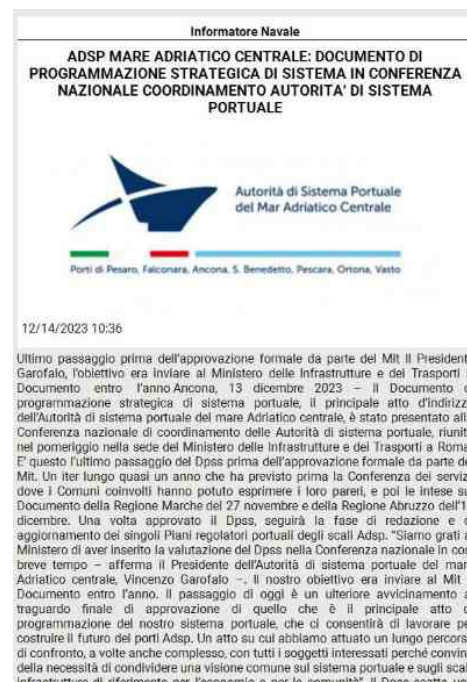 Informatore Navale
ADSP MARE ADRIATICO CENTRALE: DOCUMENTO DI
PROGRAMMAZIONE STRATEGICA DI SISTEMA IN CONFERENZA
NAZIONALE COORDINAMENTO AUTORITA' DI SISTEMA
PORTUALE
Autorità di Sistema Portuale
del Mar Adriatico Centrale
Porti di Pesaro, Falconara, Ancona, S. Benedetto, Pescara, Ortona, Vasto
12/14/2023 10:36
Ultimo passaggio prima dell'approvazione formale da parte del Mit Il President
Garofalo, l'obiettivo era inviare al Ministero delle Infrastrutture e dei Trasporti
Documento entro l'anno Ancona, 13 dicembre 2023 – Il Documento d
programmazione strategica di sistema portuale, il principale atto d'indirizz
dell'Autorità di sistema portuale del mare Adriatico centrale, è stato presentato all
Conferenza nazionale di coordinamento delle Autorità di sistema portuale, riunit
nel pomeriggio nella sede del Ministero delle Infrastrutture e dei Trasporti a Roma
E' questo l'ultimo passaggio del Dpss prima dell'approvazione formale da parte de
Mit. Un iter lungo quasi un anno che ha previsto prima la Conferenza dei serviz
dove i Comuni coinvolti hanno potuto esprimere i loro pareri, e poi le intese su
Documento della Regione Marche del 27 novembre e della Regione Abruzzo dell'1
dicembre. Una volta approvato il Dpss, seguirà la fase di redazione e d
aggiornamento dei singoli Piani regolatori portuali degli scali Adsp. "Siamo grati a
Ministero di aver inserito la valutazione del Dpss nella Conferenza nazionale in cos
breve tempo – afferma il Presidente dell'Autorità di sistema portuale del mare
Adriatico centrale, Vincenzo Garofalo –. Il nostro obiettivo era inviare al Mit
Documento entro l'anno. Il passaggio di oggi è un ulteriore avvicinamento a
traguardo finale di approvazione di quello che è il principale atto d
programmazione del nostro sistema portuale, che ci consentirà di lavorare pe
costruire il futuro dei porti Adsp. Un atto su cui abbiamo attuato un lungo percors
di confronto, a volte anche complesso, con tutti i soggetti interessati perché convin
della necessità di condividere una visione comune sul sistema portuale e sugli scal
infrastrutture di riferimento per l'economia e per le comunità". Il Dpss